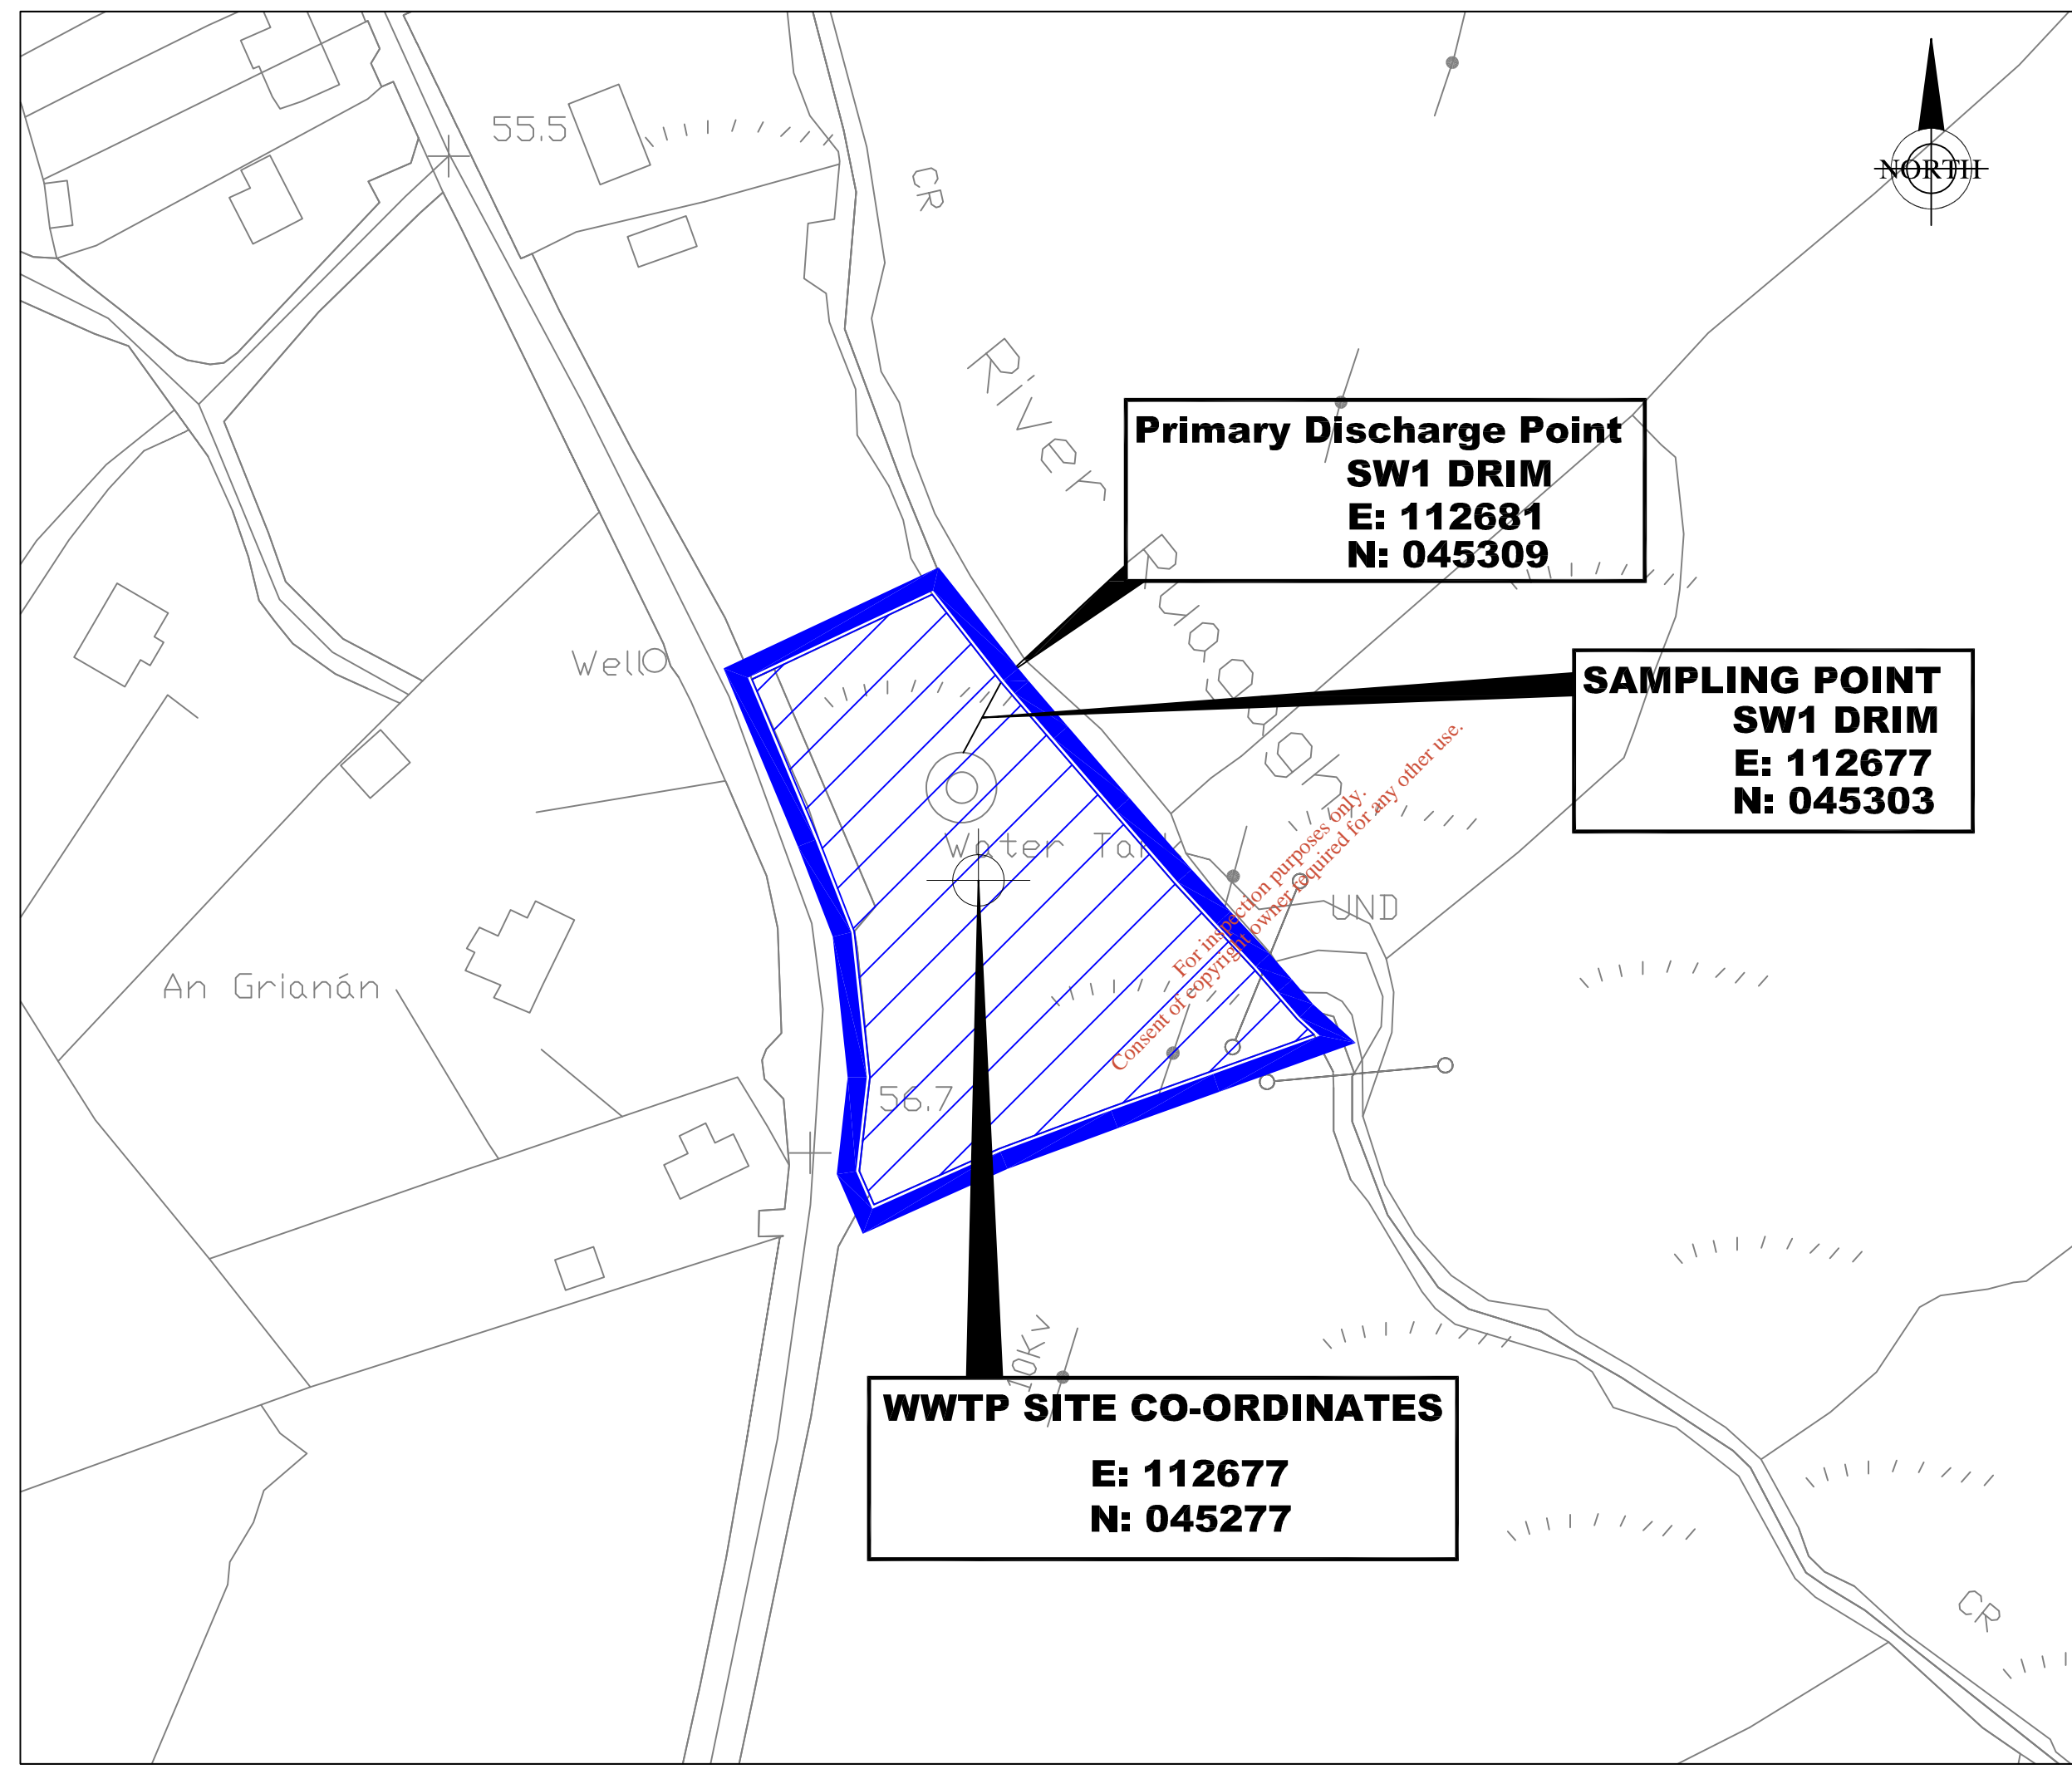 55.5
CR
NORTH
River
Primary Discharge Point
SW1 DRIM
E: 112681
N: 045309
Well
SAMPLING POINT
SW1 DRIM
E: 112677
N: 045303
Water
For inspection purposes only.
Consent of copyright owner required for any other use.
UND
An Grianán
56.7
10KV
WWTP SITE CO-ORDINATES
E: 112677
N: 045277
CR